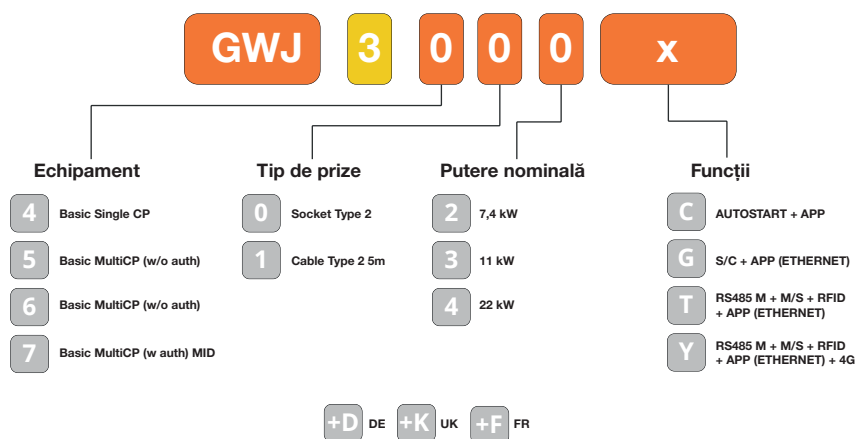 GWJ 3 0 0 0 x
Echipament
4 Basic Single CP
5 Basic MultiCP (w/o auth)
6 Basic MultiCP (w/o auth)
7 Basic MultiCP (w auth) MID
Tip de prize
0 Socket Type 2
1 Cable Type 2 5m
Putere nominală
2 7,4 kW
3 11 kW
4 22 kW
Funcții
C AUTOSTART + APP
G S/C + APP (ETHERNET)
T RS485 M + M/S + RFID
+ APP (ETHERNET)
Y RS485 M + M/S + RFID
+ APP (ETHERNET) + 4G
+D DE +K UK +F FR